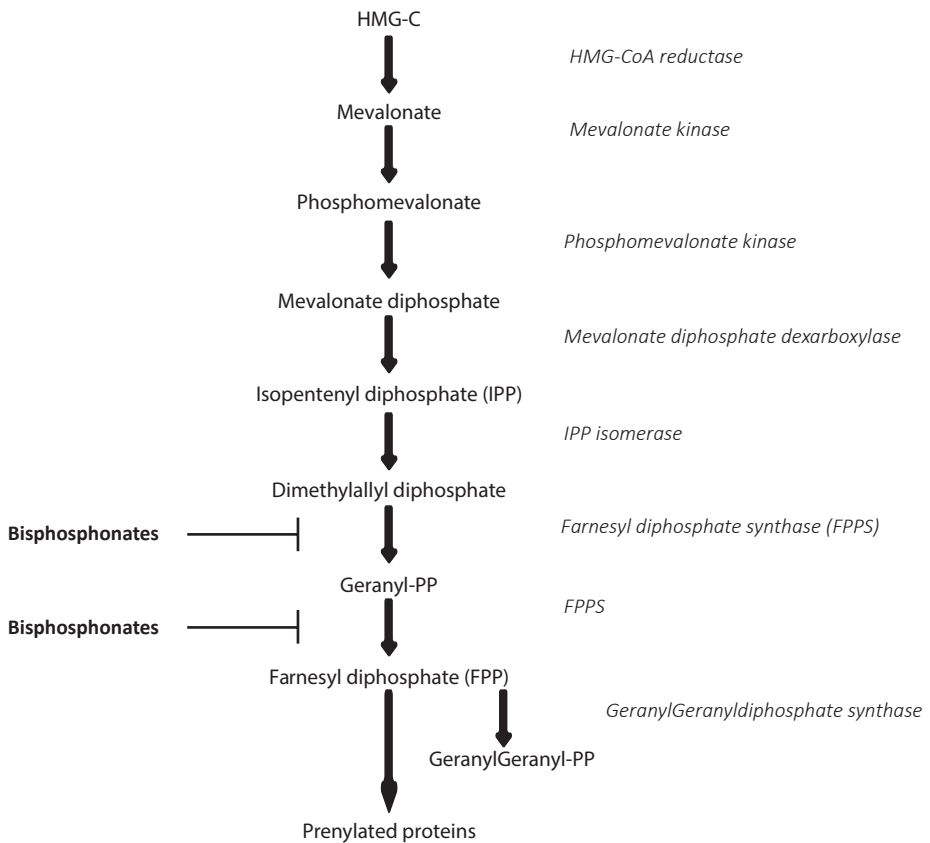 HMG-C
HMG-CoA reductase
Mevalonate
Mevalonate kinase
Phosphomevalonate
Phosphomevalonate kinase
Mevalonate diphosphate
Mevalonate diphosphate dexarboxylase
Isopentenyl diphosphate (IPP)
IPP isomerase
Dimethylallyl diphosphate
Bisphosphonates
Farnesyl diphosphate synthase (FPPS)
Geranyl-PP
FPPS
Bisphosphonates
Farnesyl diphosphate (FPP)
GeranylGeranyldiphosphate synthase
GeranylGeranyl-PP
Prenylated proteins